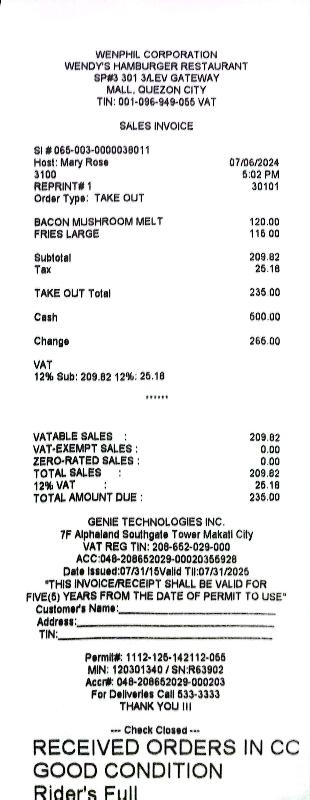 WENPHIL CORPORATION
WENDY'S HAMBURGER RESTAURANT
SP#3 301 3/LEV GATEWAY
MALL, QUEZON CITY
TIN: 001-096-949-055 VAT
SALES INVOICE
SI # 065-003-0000038011
Host: Mary Rose 07/06/2024
3100 5:02 PM
REPRINT# 1 30101
Order Type: TAKE OUT
BACON MUSHROOM MELT 120.00
FRIES LARGE 115.00
Subtotal 209.82
Tax 25.18
TAKE OUT Total 235.00
Cash 500.00
Change 265.00
VAT
12% Sub: 209.82 12%: 25.18
******
VATABLE SALES : 209.82
VAT-EXEMPT SALES : 0.00
ZERO-RATED SALES : 0.00
TOTAL SALES : 209.82
12% VAT : 25.18
TOTAL AMOUNT DUE : 235.00
GENIE TECHNOLOGIES INC.
7F Alphaland Southgate Tower Makati City
VAT REG TIN: 208-652-029-000
ACC:048-208652029-00020355928
Date Issued:07/31/15Valid Til:07/31/2025
"THIS INVOICE/RECEIPT SHALL BE VALID FOR
FIVE(5) YEARS FROM THE DATE OF PERMIT TO USE"
Customer's Name:
Address:
TIN:
Permit#: 1112-125-142112-055
MIN: 120301340 / SN:R63902
Accr#: 048-208652029-000203
For Deliveries Call 533-3333
THANK YOU !!!
--- Check Closed ---
RECEIVED ORDERS IN CC
GOOD CONDITION
Rider's Full